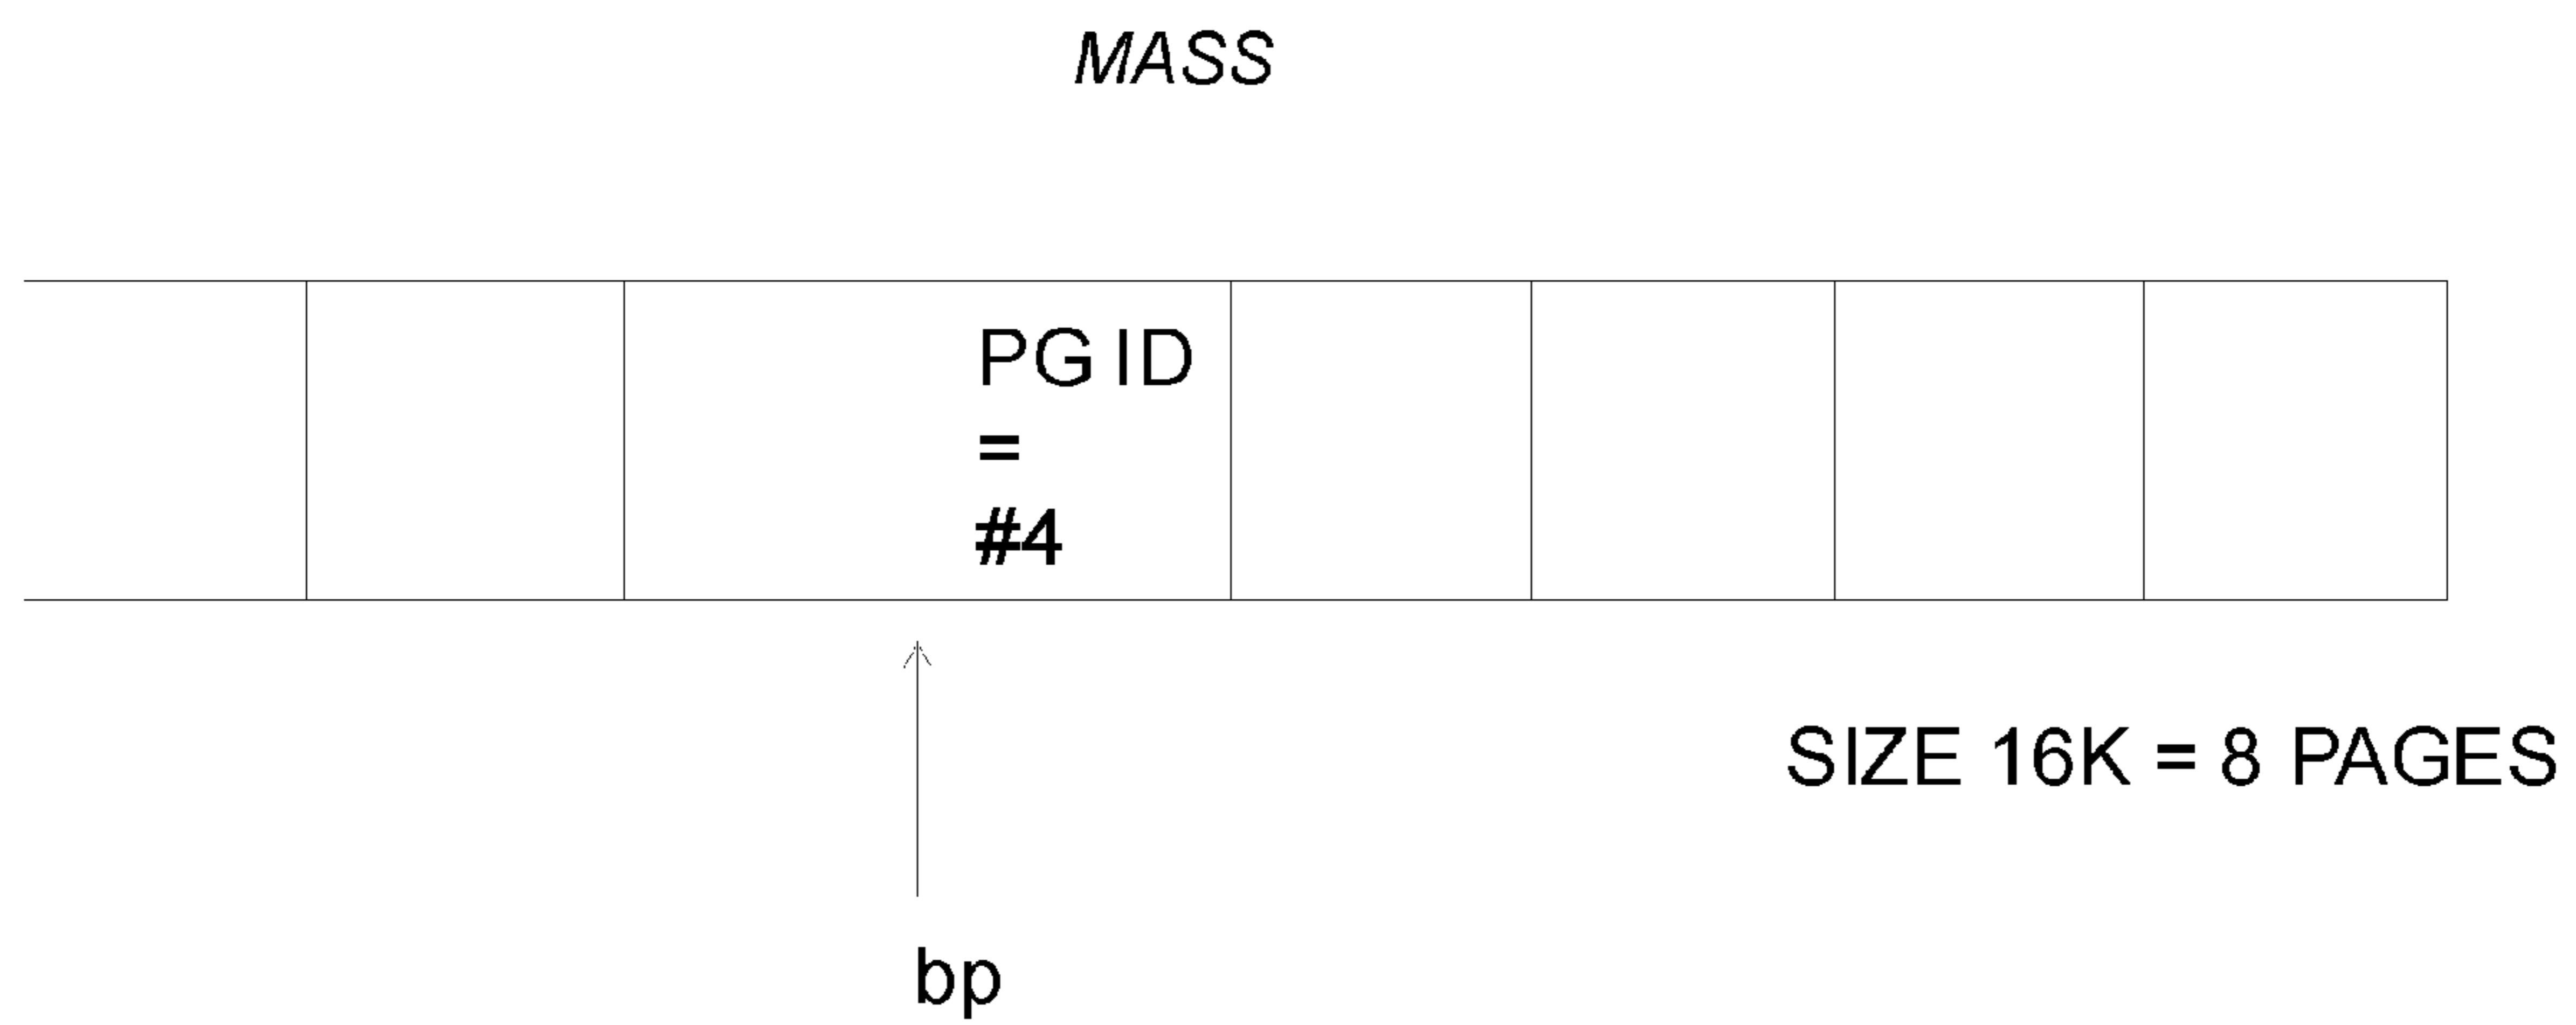 MASS
PG ID
=
#4
SIZE 16K = 8 PAGES
bp